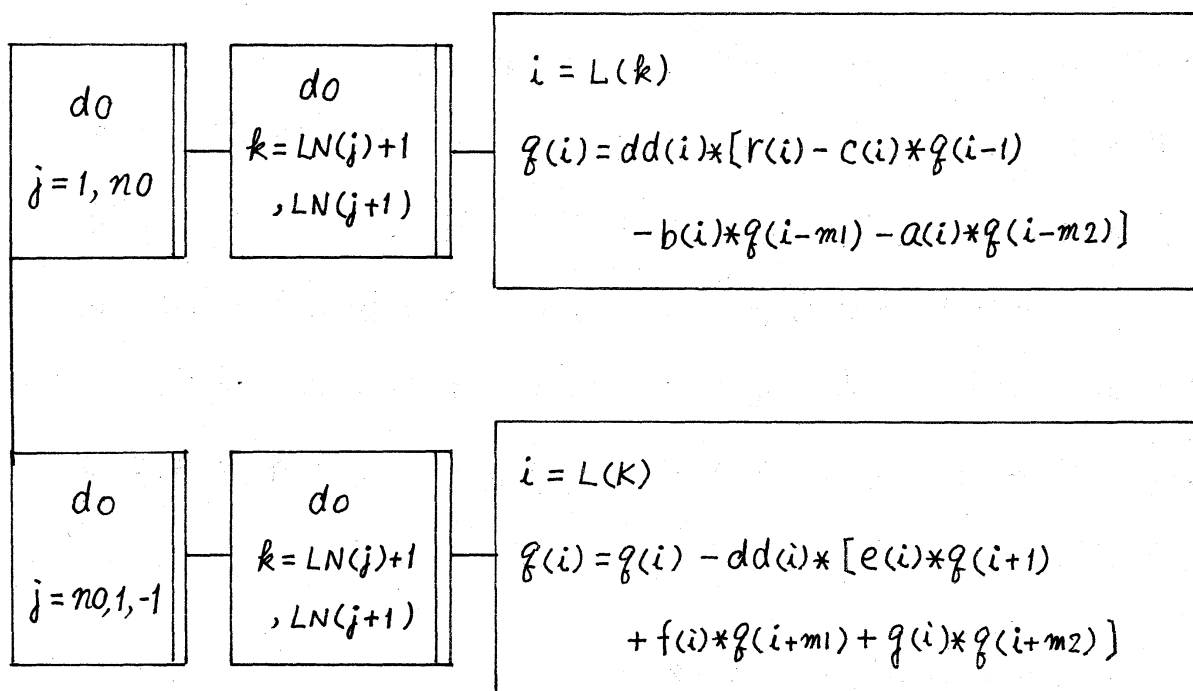 do
j=1, n0
do
k=LN(j)+1
,LN(j+1)
i = L(k)
q(i) = dd(i)*[r(i) - c(i)*q(i-1)
- b(i)*q(i-m1) - a(i)*q(i-m2)]
do
j=n0,1,-1
do
k=LN(j)+1
,LN(j+1)
i = L(K)
q(i) = q(i) - dd(i)*[e(i)*q(i+1)
+ f(i)*q(i+m1) + g(i)*q(i+m2)]